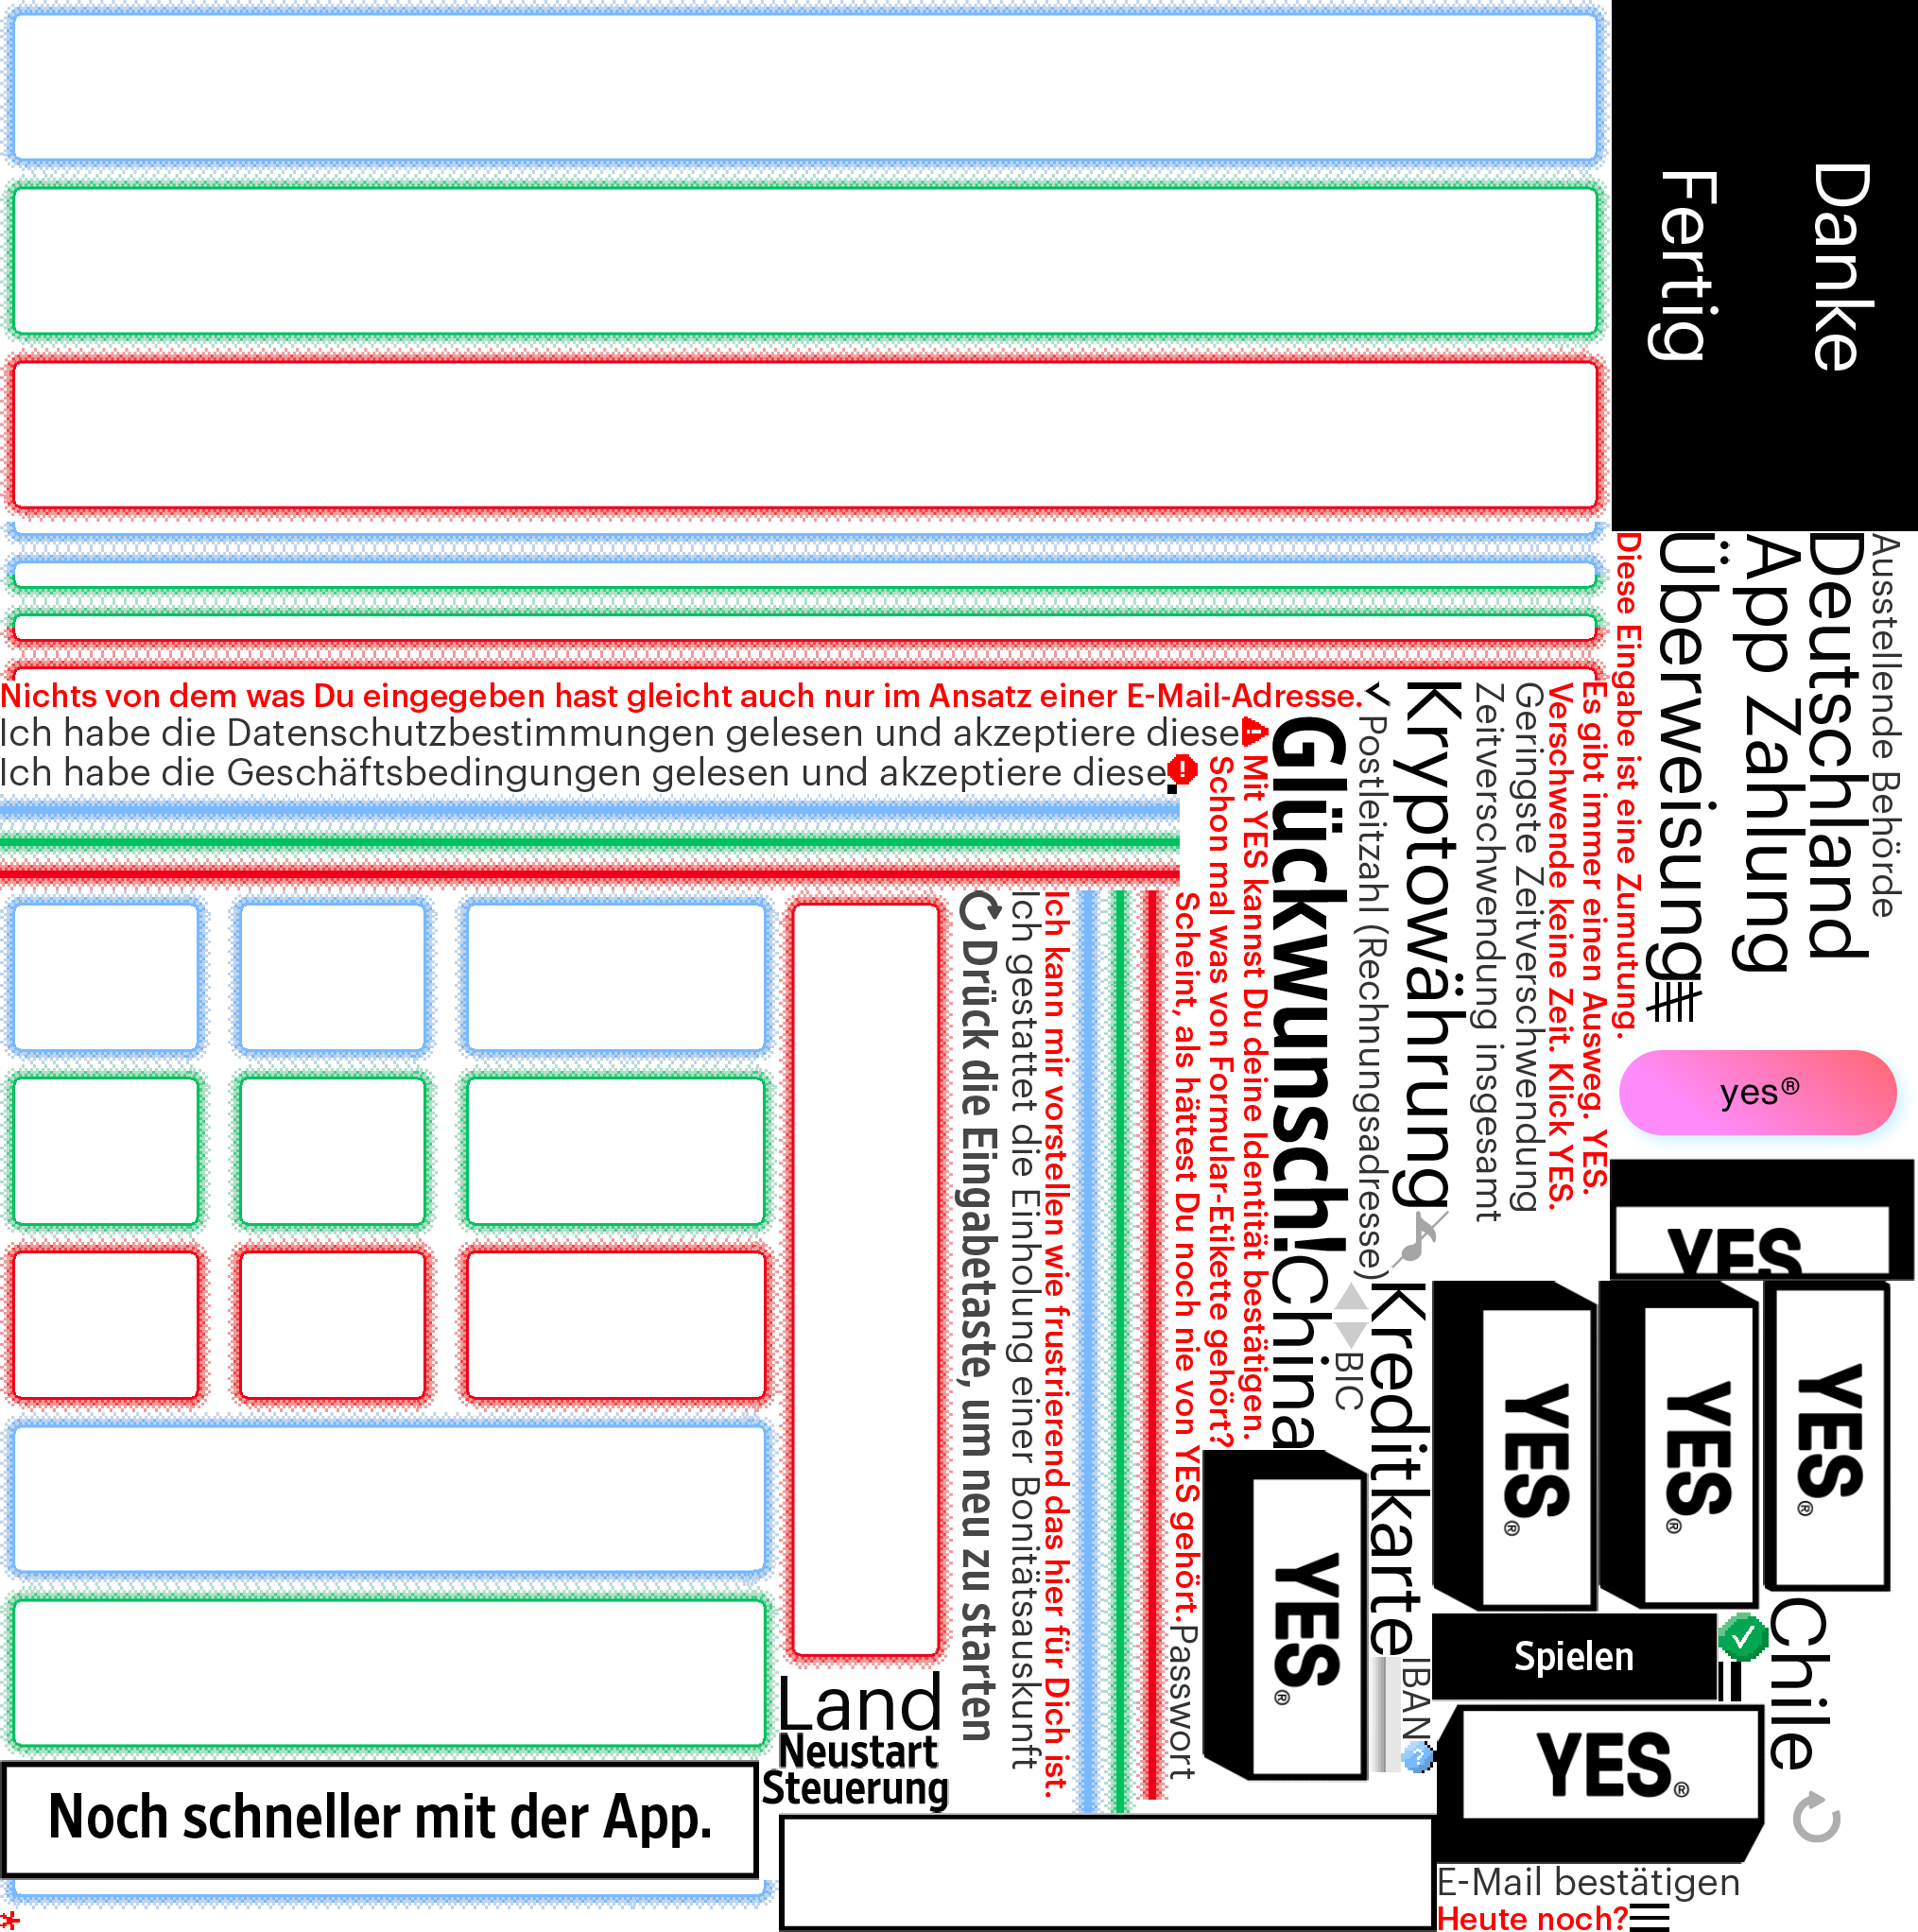 Danke
Fertig
Ausstellende Behörde
Deutschland
App Zahlung
Überweisung
Diese Eingabe ist eine Zumutung.
Es gibt immer einen Ausweg. YES.
Verschwende keine Zeit. Klick YES.
Geringste Zeitverschwendung
Zeitverschwendung insgesamt
Kryptowährung
Nichts von dem was Du eingegeben hast gleicht auch nur im Ansatz einer E-Mail-Adresse.
Ich habe die Datenschutzbestimmungen gelesen und akzeptiere diese
Ich habe die Geschäftsbedingungen gelesen und akzeptiere diese
Postleitzahl (Rechnungsadresse)
Glückwunsch!
Mit YES kannst Du deine Identität bestätigen.
Schon mal was von Formular-Etikette gehört?
Scheint, als hättest Du noch nie von YES gehört.
Ich kann mir vorstellen wie frustrierend das hier für Dich ist.
Ich gestattet die Einholung einer Bonitätsauskunft
Drück die Eingabetaste, um neu zu starten
yes®
YES
China
BIC
Kreditkarte
YES®
YES®
YES®
YES®
Passwort
IBAN
?
Spielen
Chile
Land
Neustart
Steuerung
YES®
Noch schneller mit der App.
E-Mail bestätigen
Heute noch?
*